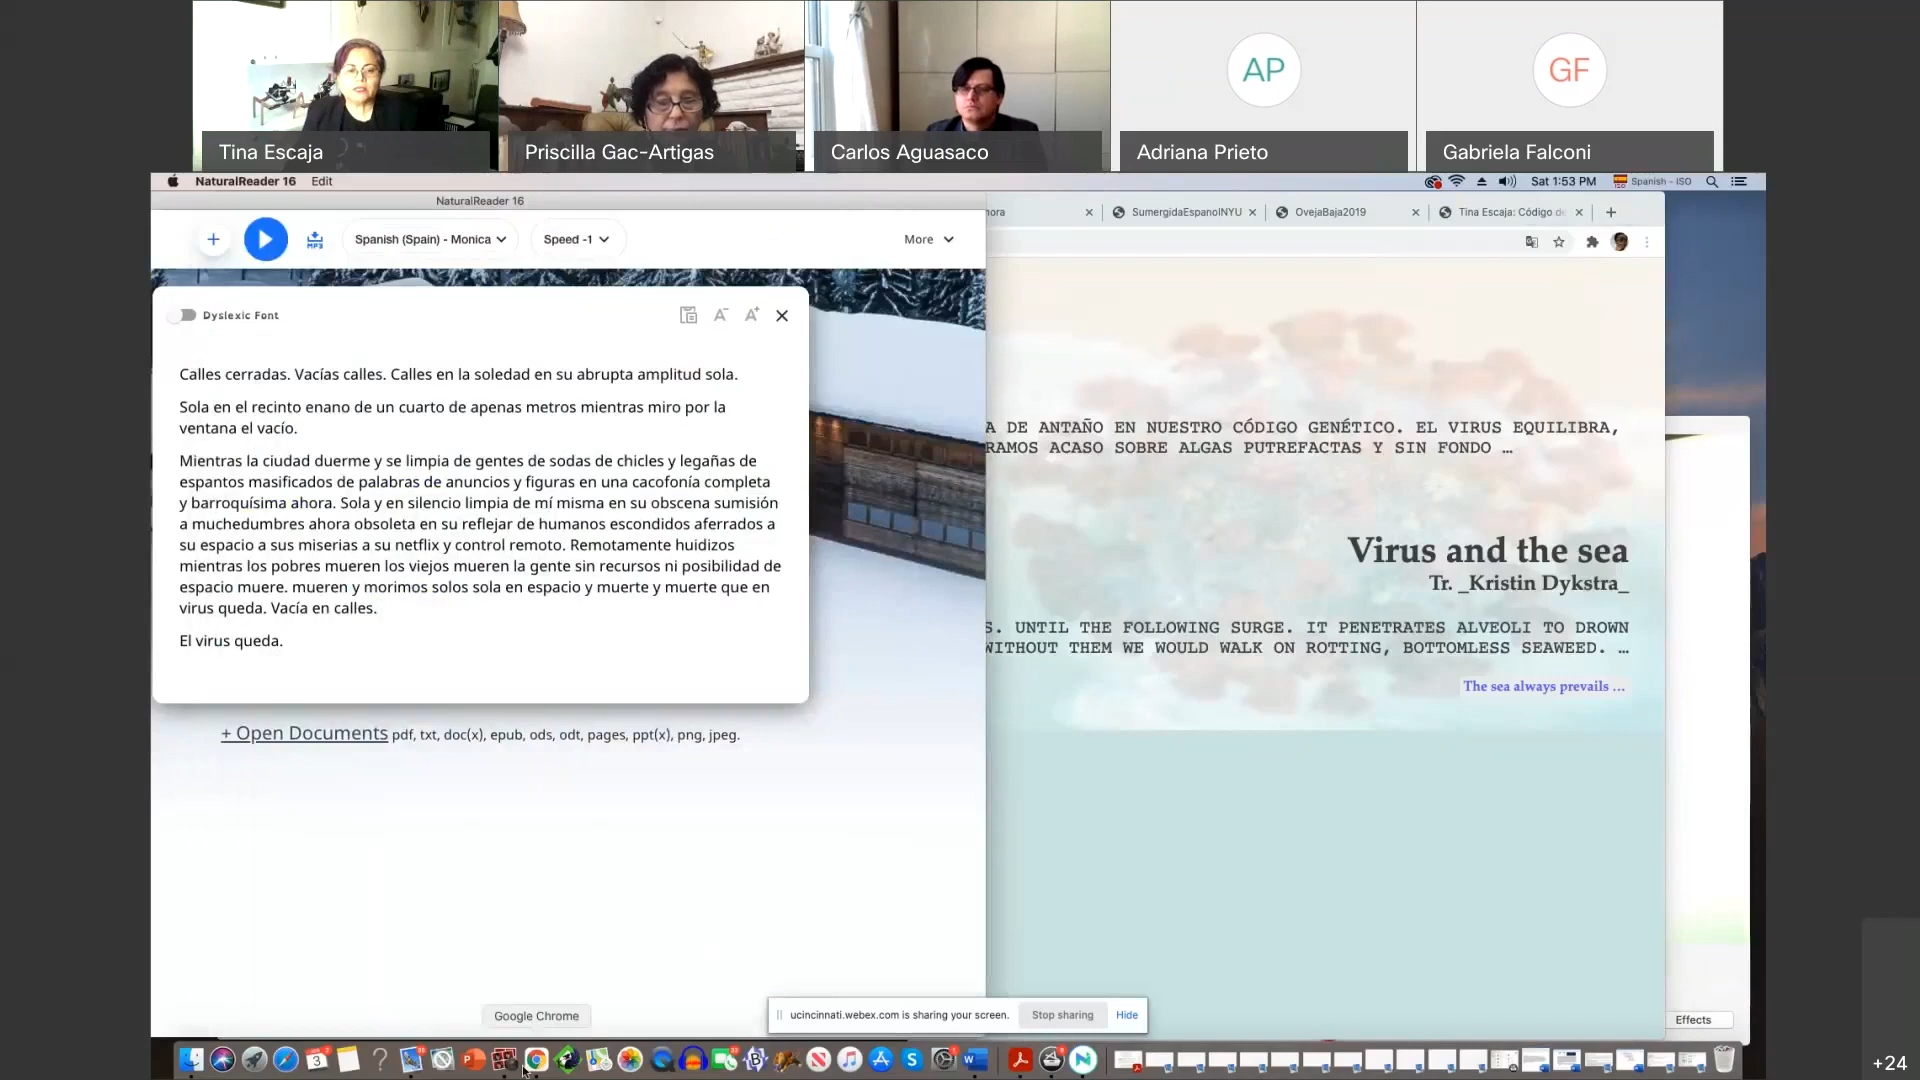 AP
GF
Tina Escaja
Priscilla Gac-Artigas
Carlos Aguasaco
Adriana Prieto
Gabriela Falconi
NaturalReader 16 Edit
Sat 1:53 PM Spanish - ISO
NaturalReader 16
SumergidaEspanolNYU
OvejaBaja2019
Tina Escaja: Código de
MP3
Spanish (Spain) - Monica
Speed -1
More
Dyslexic Font
Calles cerradas. Vacías calles. Calles en la soledad en su abrupta amplitud sola.
Sola en el recinto enano de un cuarto de apenas metros mientras miro por la
ventana el vacío.
Mientras la ciudad duerme y se limpia de gentes de sodas de chicles y legañas de
espantos masificados de palabras de anuncios y figuras en una cacofonía completa
y barroquísima ahora. Sola y en silencio limpia de mí misma en su obscena sumisión
a muchedumbres ahora obsoleta en su reflejar de humanos escondidos aferrados a
su espacio a sus miserias a su netflix y control remoto. Remotamente huidizos
mientras los pobres mueren los viejos mueren la gente sin recursos ni posibilidad de
espacio muere. mueren y morimos solos sola en espacio y muerte y muerte que en
virus queda. Vacía en calles.
El virus queda.
+ Open Documents pdf, txt, doc(x), epub, ods, odt, pages, ppt(x), png, jpeg.
A DE ANTAÑO EN NUESTRO CÓDIGO GENÉTICO. EL VIRUS EQUILIBRA,
RAMOS ACASO SOBRE ALGAS PUTREFACTAS Y SIN FONDO …
Virus and the sea
Tr. _Kristin Dykstra_
S. UNTIL THE FOLLOWING SURGE. IT PENETRATES ALVEOLI TO DROWN
WITHOUT THEM WE WOULD WALK ON ROTTING, BOTTOMLESS SEAWEED. …
The sea always prevails …
Google Chrome
ucincinnati.webex.com is sharing your screen.
Stop sharing
Hide
Effects
+24